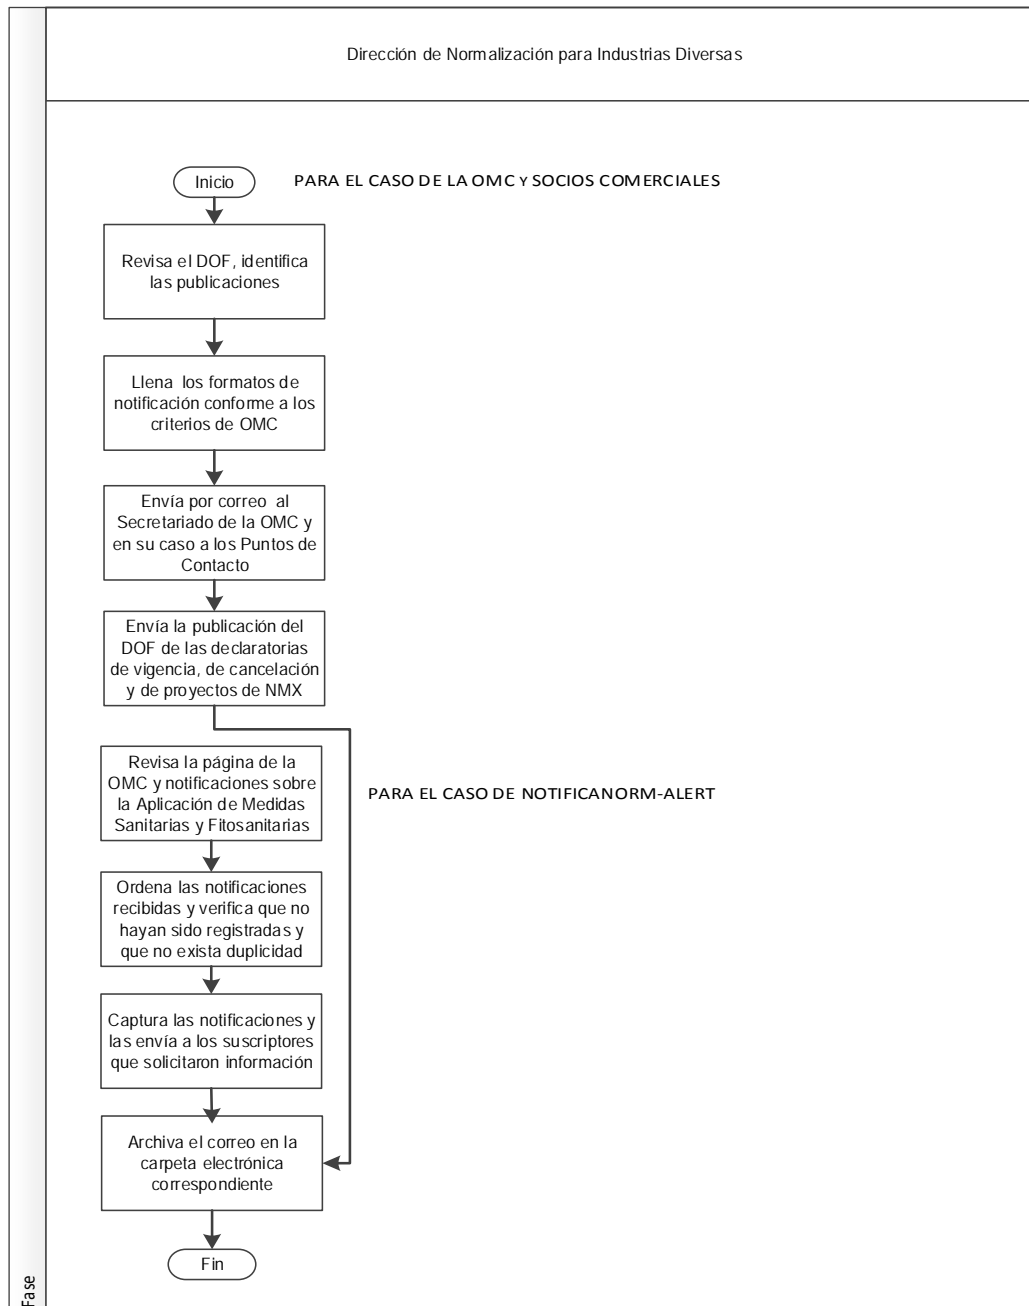 Dirección de Normalización para Industrias Diversas
Inicio
PARA EL CASO DE LA OMC Y SOCIOS COMERCIALES
Revisa el DOF, identifica
las publicaciones
Llena los formatos de
notificación conforme a los
criterios de OMC
Envía por correo al
Secretariado de la OMC y
en su caso a los Puntos de
Contacto
Envía la publicación del
DOF de las declaratorias
de vigencia, de cancelación
y de proyectos de NMX
Revisa la página de la
OMC y notificaciones sobre
la Aplicación de Medidas
Sanitarias y Fitosanitarias
PARA EL CASO DE NOTIFICANORM-ALERT
Ordena las notificaciones
recibidas y verifica que no
hayan sido registradas y
que no exista duplicidad
Captura las notificaciones y
las envía a los suscriptores
que solicitaron información
Archiva el correo en la
carpeta electrónica
correspondiente
Fin
Fase